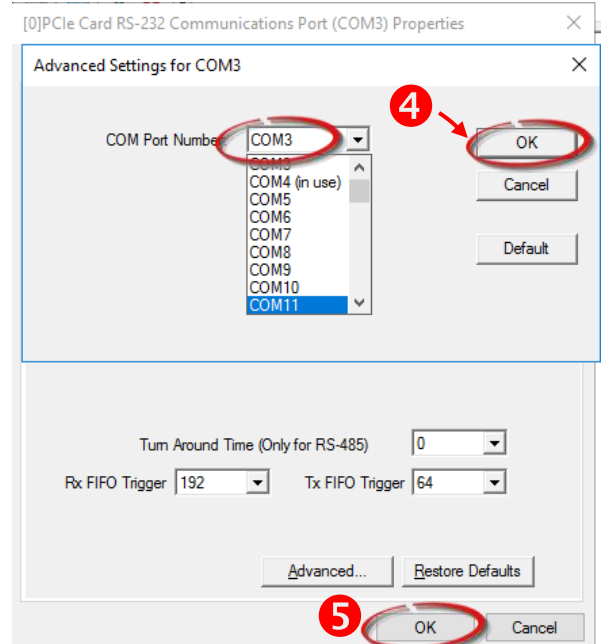 [0]PCIe Card RS-232 Communications Port (COM3) Properties
Advanced Settings for COM3
4
COM Port Number: COM3
OK
COM3
COM4 (in use)
Cancel
COM5
COM6
COM7
COM8
Default
COM9
COM10
COM11
Turn Around Time (Only for RS-485) 0
Rx FIFO Trigger 192 Tx FIFO Trigger 64
Advanced... Restore Defaults
5
OK Cancel